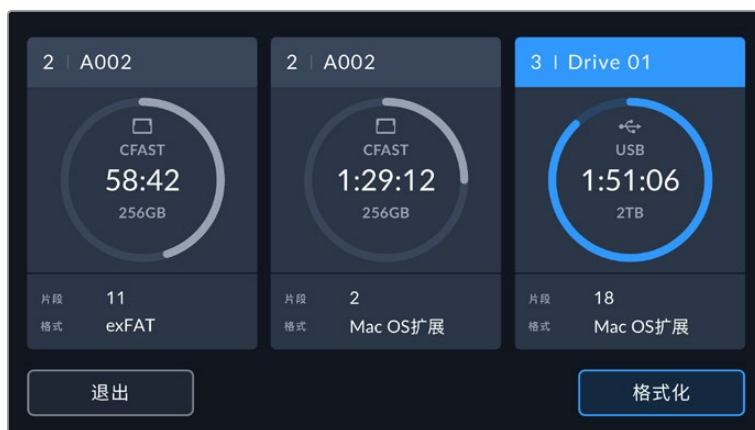 2 | A002
CFAST
58:42
256GB
片段 11
格式 exFAT
2 | A002
CFAST
1:29:12
256GB
片段 2
格式 Mac OS扩展
3 | Drive 01
USB
1:51:06
2TB
片段 18
格式 Mac OS扩展
退出
格式化